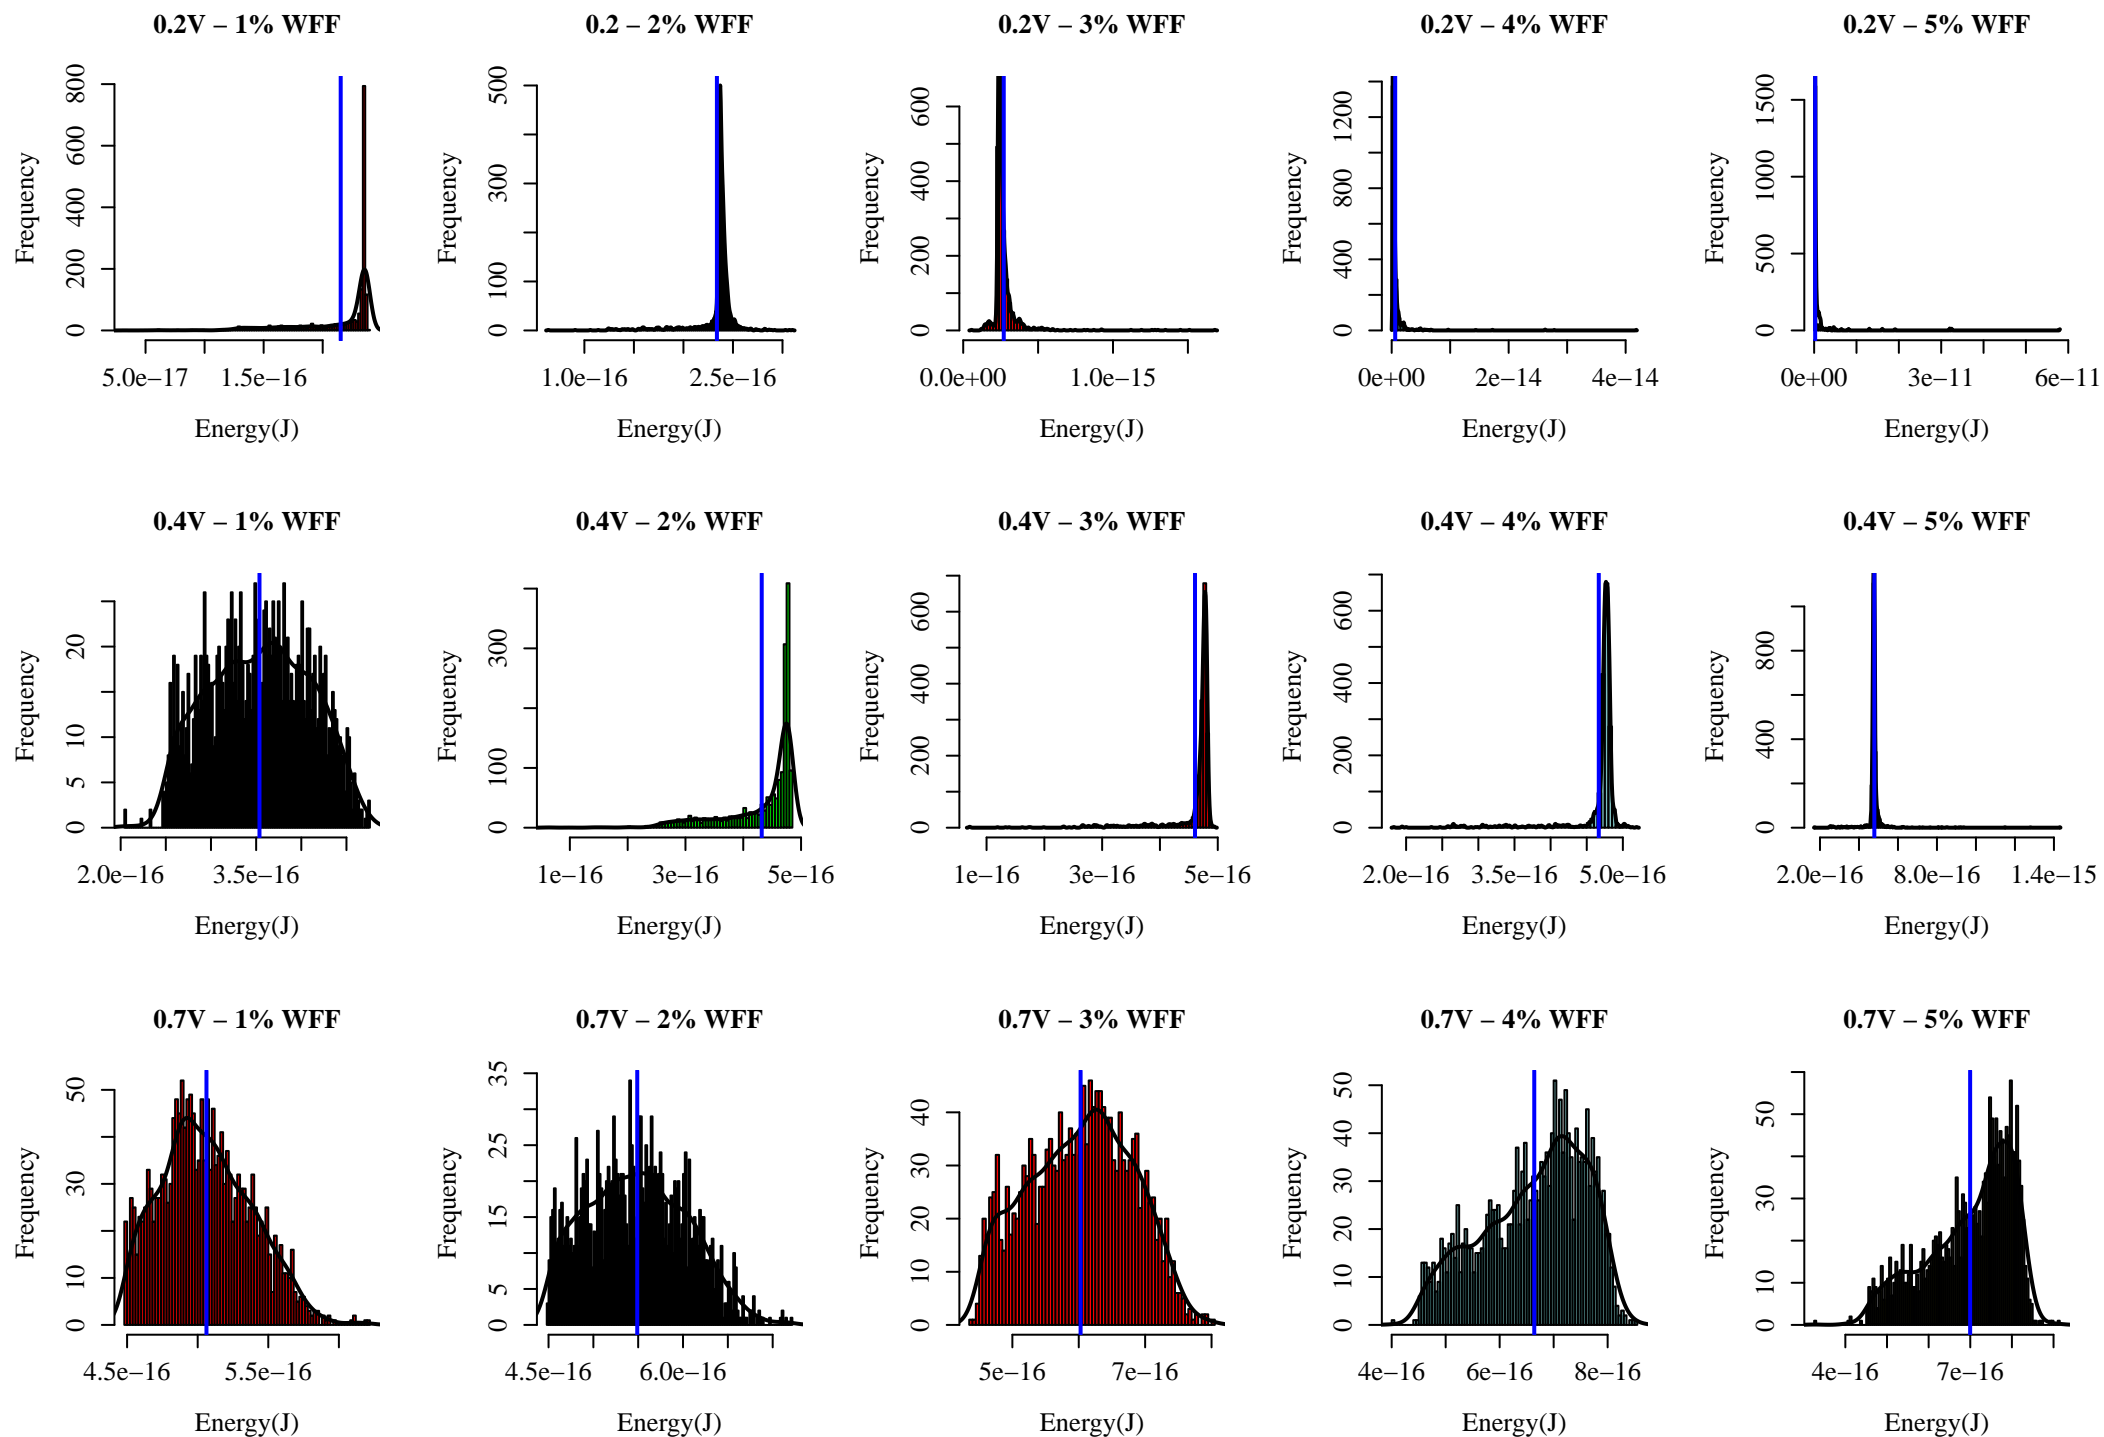 0.2V – 1% WFF
0.2 – 2% WFF
0.2V – 3% WFF
0.2V – 4% WFF
0.2V – 5% WFF
Frequency
0 200 400 600 800
5.0e−17 1.5e−16
Energy(J)
Frequency
0 100 300 500
1.0e−16 2.5e−16
Energy(J)
Frequency
0 200 400 600
0.0e+00 1.0e−15
Energy(J)
Frequency
0 400 800 1200
0e+00 2e−14 4e−14
Energy(J)
Frequency
0 500 1000 1500
0e+00 3e−11 6e−11
Energy(J)
0.4V – 1% WFF
0.4V – 2% WFF
0.4V – 3% WFF
0.4V – 4% WFF
0.4V – 5% WFF
Frequency
0 5 10 20
2.0e−16 3.5e−16
Energy(J)
Frequency
0 100 300
1e−16 3e−16 5e−16
Energy(J)
Frequency
0 200 400 600
1e−16 3e−16 5e−16
Energy(J)
Frequency
0 200 400 600
2.0e−16 3.5e−16 5.0e−16
Energy(J)
Frequency
0 400 800
2.0e−16 8.0e−16 1.4e−15
Energy(J)
0.7V – 1% WFF
0.7V – 2% WFF
0.7V – 3% WFF
0.7V – 4% WFF
0.7V – 5% WFF
Frequency
0 10 30 50
4.5e−16 5.5e−16
Energy(J)
Frequency
0 5 15 25 35
4.5e−16 6.0e−16
Energy(J)
Frequency
0 10 20 30 40
5e−16 7e−16
Energy(J)
Frequency
0 10 20 30 40 50
4e−16 6e−16 8e−16
Energy(J)
Frequency
0 10 30 50
4e−16 7e−16
Energy(J)